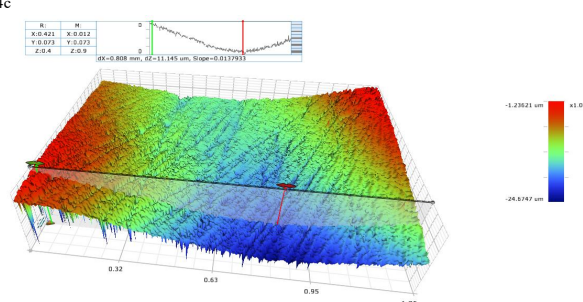 4c
R: M:
X:0.421 X:0.012
Y:0.073 Y:0.073
Z:0.4 Z:0.9
0
0
dX=0.808 mm, dZ=11.145 um, Slope=0.0137933
-1.23621 um x1.0
-24.6747 um
0.32
0.63
0.95